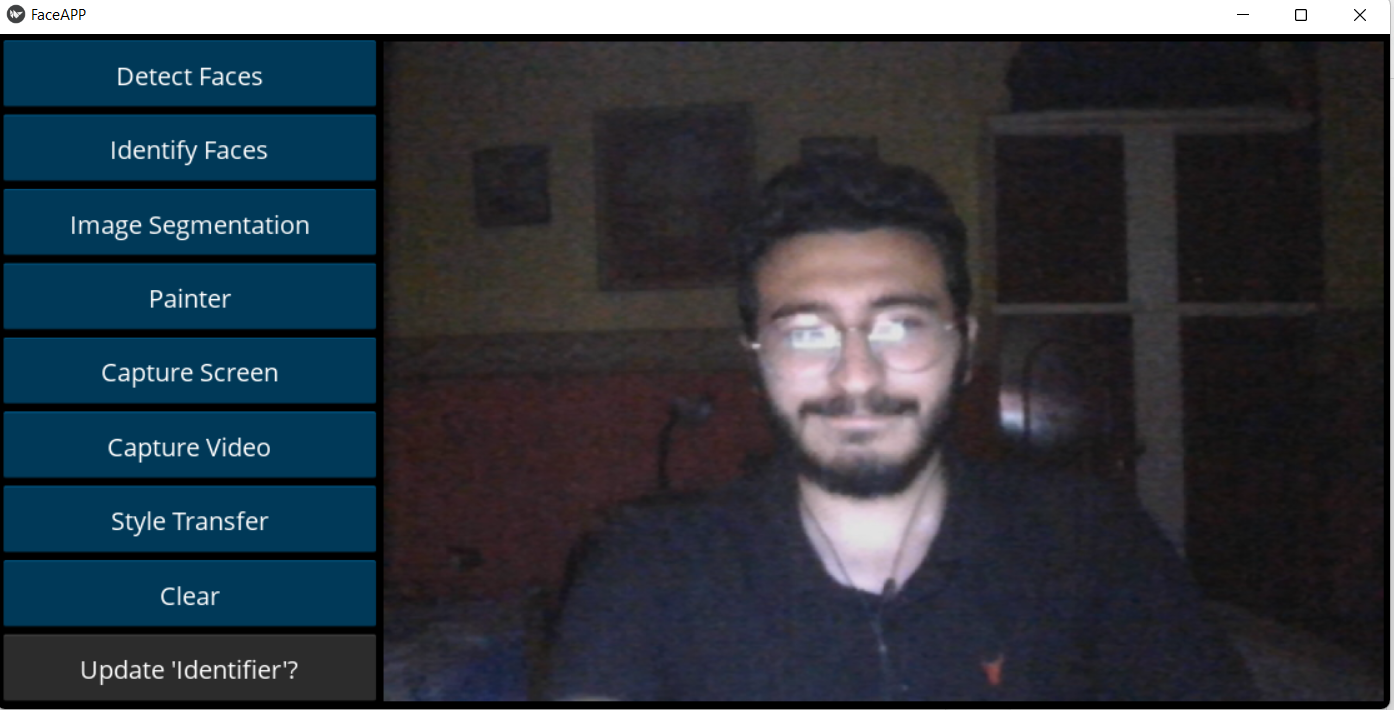 FaceAPP
Detect Faces
Identify Faces
Image Segmentation
Painter
Capture Screen
Capture Video
Style Transfer
Clear
Update 'Identifier'?